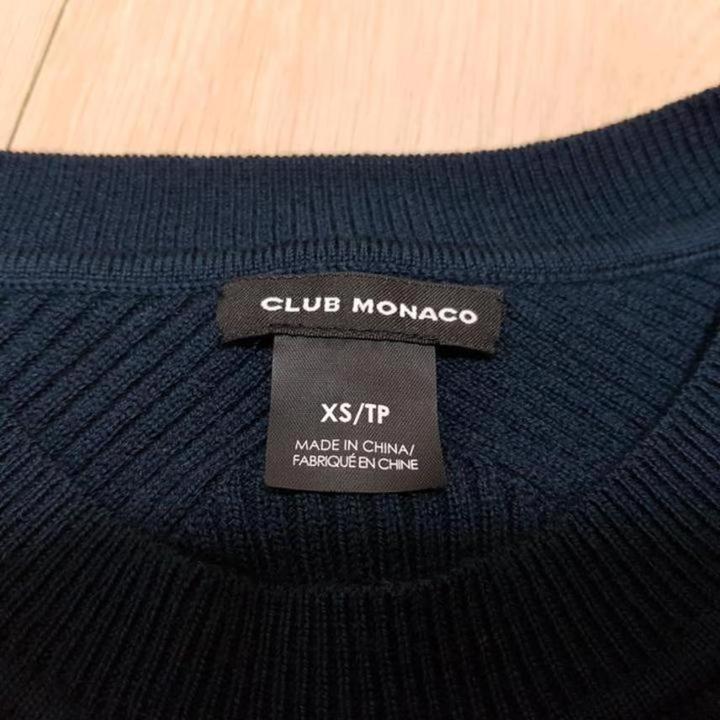 CLUB MONACO
XS/TP
MADE IN CHINA/
FABRIQUÉ EN CHINE